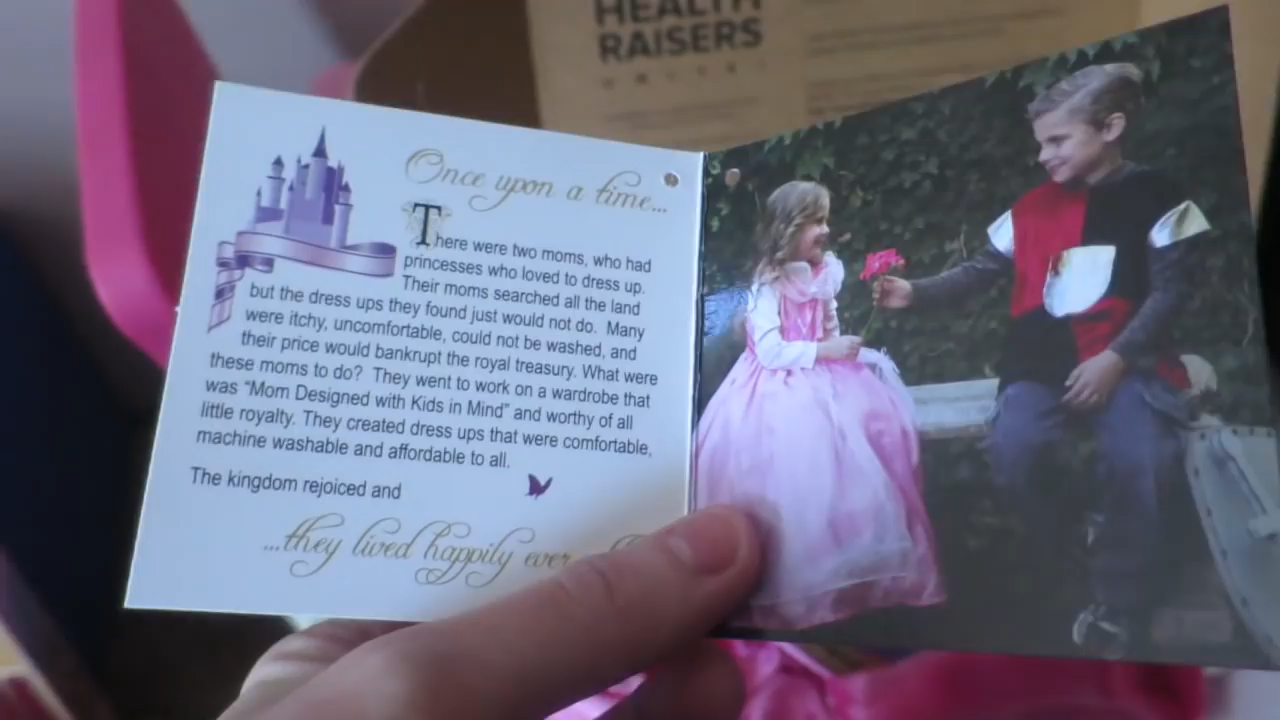 HEALTH
RAISERS
Once upon a time...
There were two moms, who had
princesses who loved to dress up.
Their moms searched all the land
but the dress ups they found just would not do. Many
were itchy, uncomfortable, could not be washed, and
their price would bankrupt the royal treasury. What were
these moms to do? They went to work on a wardrobe that
was "Mom Designed with Kids in Mind" and worthy of all
little royalty. They created dress ups that were comfortable,
machine washable and affordable to all.
The kingdom rejoiced and
...they lived happily ever